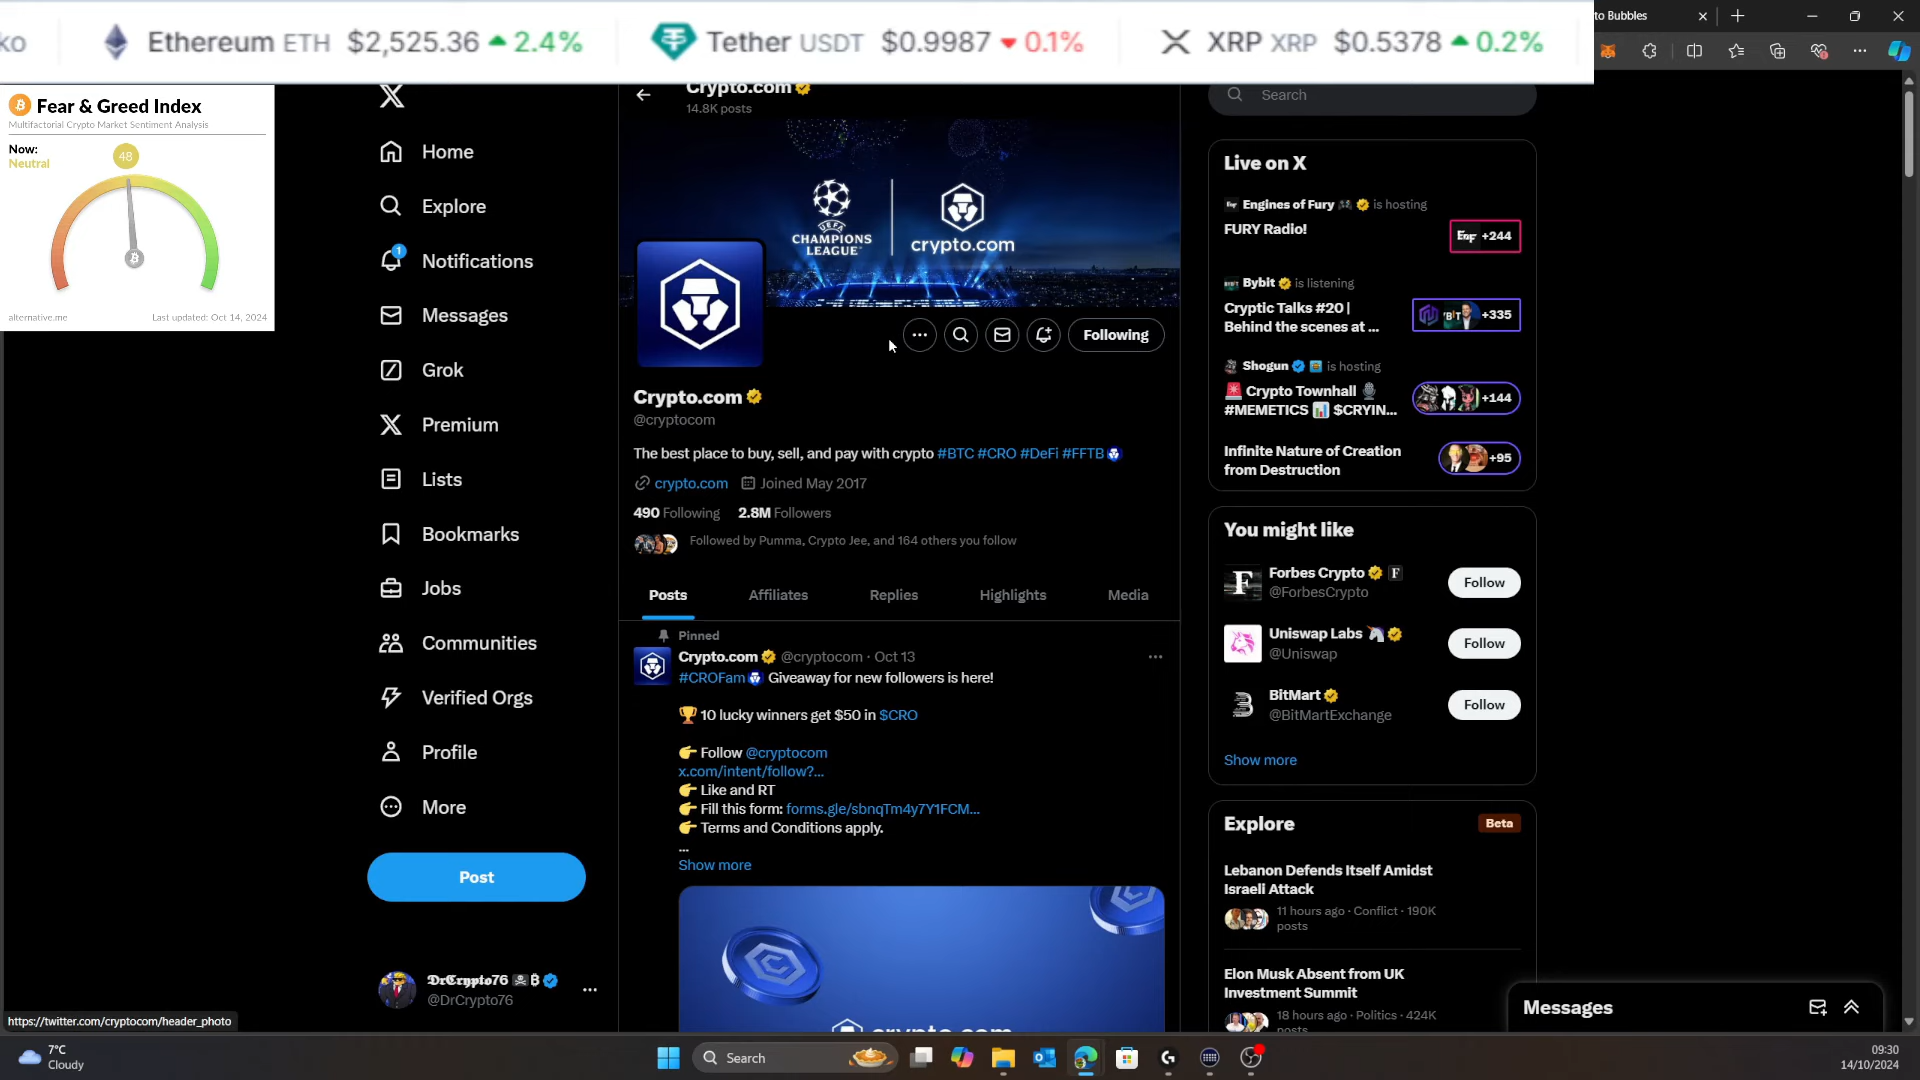 ko
Ethereum ETH $2,525.36 2.4%
Tether USDT $0.9987 0.1%
XRP XRP $0.5378 0.2%
to Bubbles
Fear & Greed Index
Multifactorial Crypto Market Sentiment Analysis
Now:
Neutral
48
alternative.me
Last updated: Oct 14, 2024
Home
Explore
1
Notifications
Messages
Grok
Premium
Lists
Bookmarks
Jobs
Communities
Verified Orgs
Profile
More
Post
DrCrypto76
@DrCrypto76
https://twitter.com/cryptocom/header_photo
Crypto.com
14.8K posts
UEFA
CHAMPIONS
LEAGUE
crypto.com
Following
Crypto.com
@cryptocom
The best place to buy, sell, and pay with crypto #BTC #CRO #DeFi #FFTB
crypto.com Joined May 2017
490 Following 2.8M Followers
Followed by Pumma, Crypto Jee, and 164 others you follow
Posts Affiliates Replies Highlights Media
Pinned
Crypto.com @cryptocom · Oct 13
#CROFam Giveaway for new followers is here!
🏆 10 lucky winners get $50 in $CRO
👉 Follow @cryptocom
x.com/intent/follow?...
👉 Like and RT
👉 Fill this form: forms.gle/sbnqTm4y7Y1FCM...
👉 Terms and Conditions apply.
...
Show more
crypto.com
Search
Live on X
Engines of Fury is hosting
FURY Radio!
+244
Bybit is listening
Cryptic Talks #20 |
Behind the scenes at ...
+335
Shogun is hosting
🚨 Crypto Townhall 🎙️
#MEMETICS 📊 $CRYIN...
+144
Infinite Nature of Creation
from Destruction
+95
You might like
Forbes Crypto
@ForbesCrypto
Follow
Uniswap Labs 🦄
@Uniswap
Follow
BitMart
@BitMartExchange
Follow
Show more
Explore
Beta
Lebanon Defends Itself Amidst
Israeli Attack
11 hours ago · Conflict · 190K
posts
Elon Musk Absent from UK
Investment Summit
18 hours ago · Politics · 424K
posts
Messages
7°C
Cloudy
Search
09:30
14/10/2024